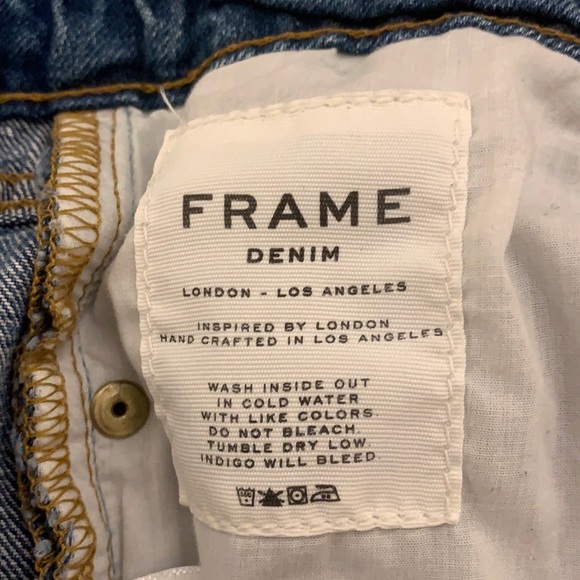 FRAME
DENIM
LONDON - LOS ANGELES
INSPIRED BY LONDON
HAND CRAFTED IN LOS ANGELES
WASH INSIDE OUT
IN COLD WATER
WITH LIKE COLORS.
DO NOT BLEACH.
TUMBLE DRY LOW.
INDIGO WILL BLEED.